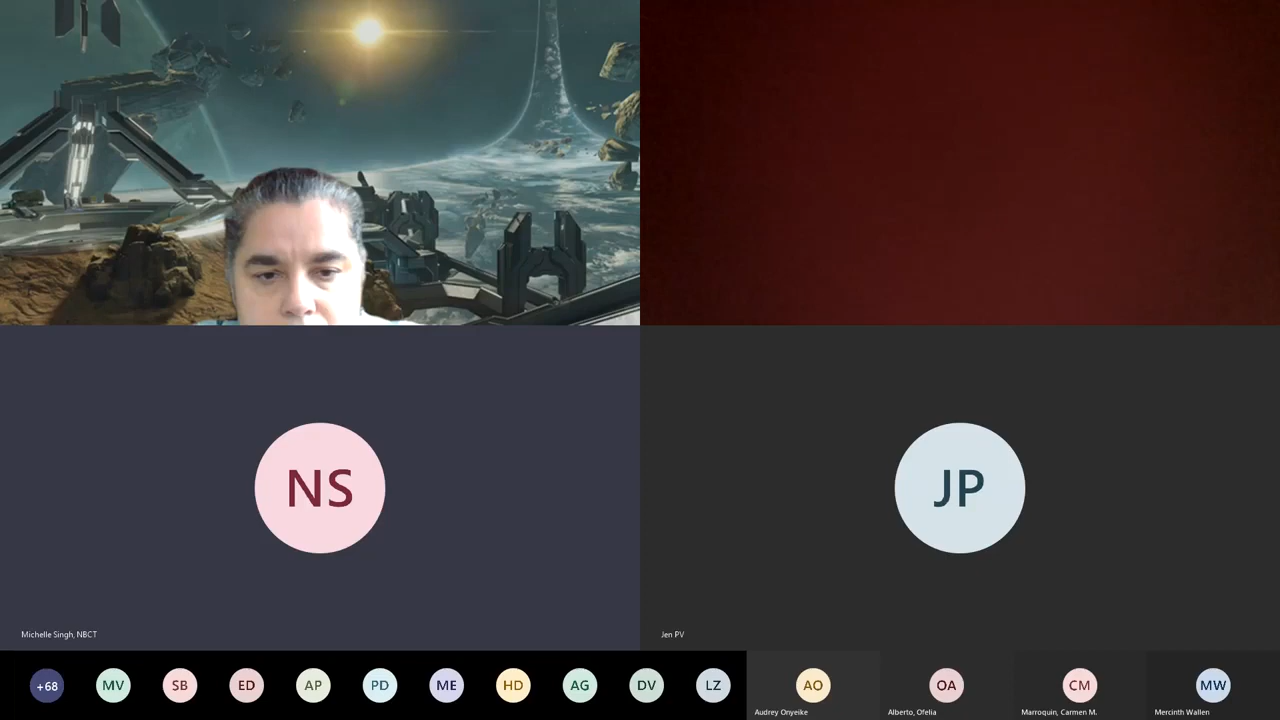 NS
JP
Michelle Singh, NBCT
Jen PV
+68
MV
SB
ED
AP
PD
ME
HD
AG
DV
LZ
AO
OA
CM
MW
Audrey Onyeike
Alberto, Ofelia
Marroquin, Carmen M.
Mercinth Wallen